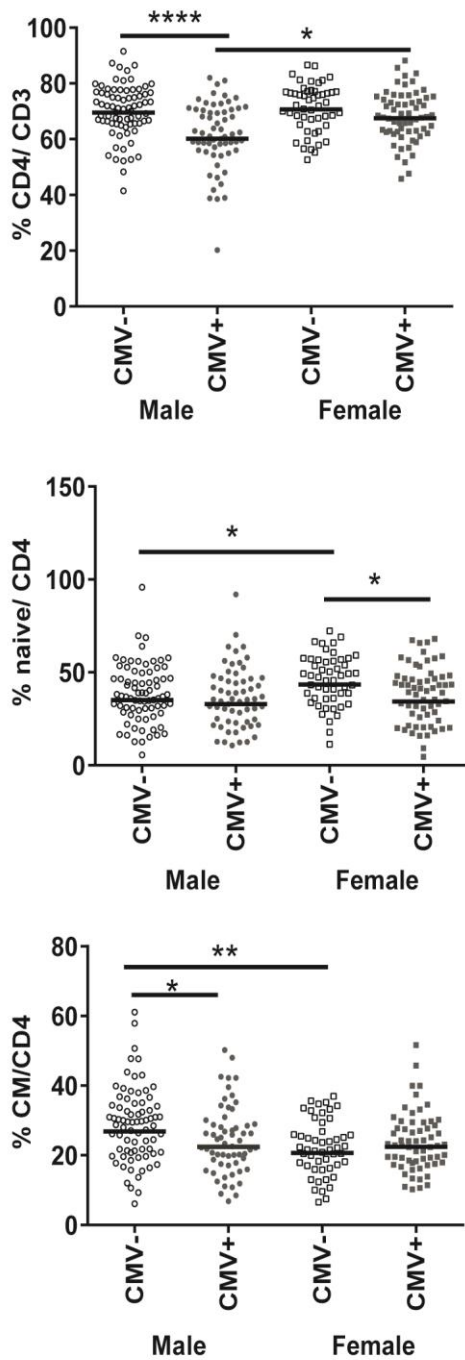 % CD4/ CD3
100
80
60
40
20
0
****
*
CMV-
CMV+
CMV-
CMV+
Male
Female
% naive/ CD4
150
100
50
0
*
*
CMV-
CMV+
CMV-
CMV+
Male
Female
% CM/CD4
80
60
40
20
0
**
*
CMV-
CMV+
CMV-
CMV+
Male
Female